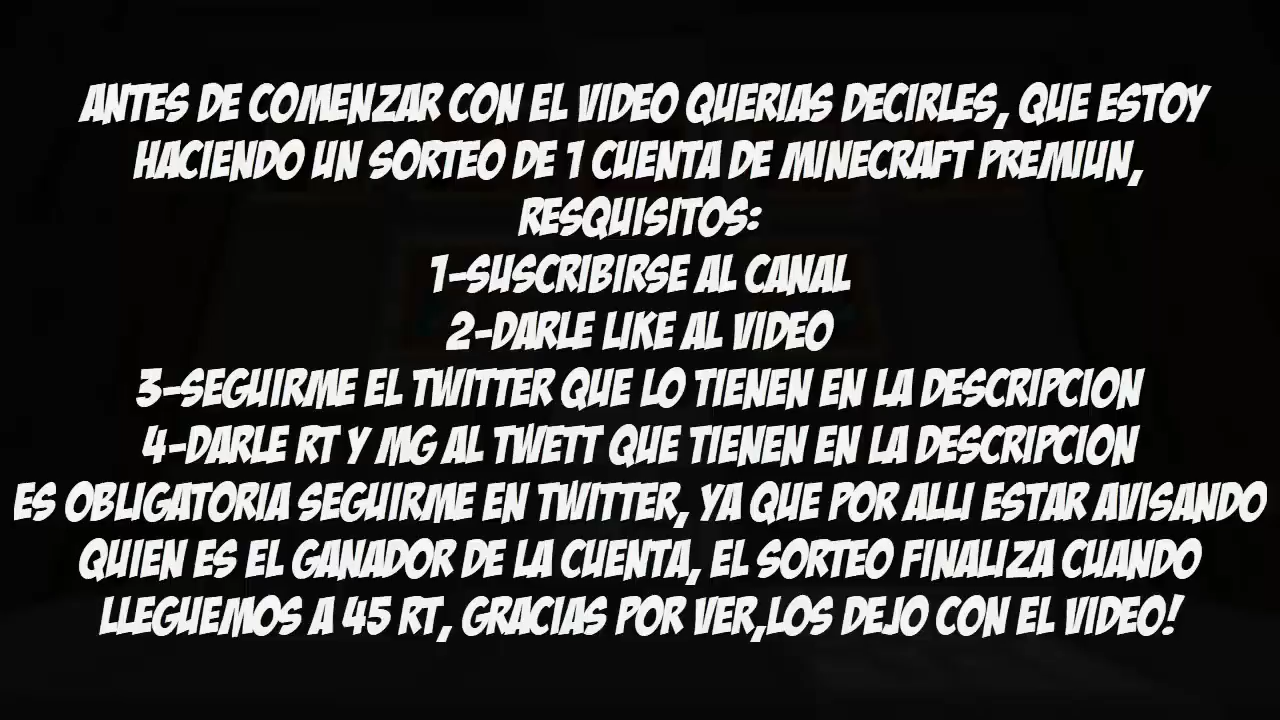 ANTES DE COMENZAR CON EL VIDEO QUERIAS DECIRLES, QUE ESTOY
HACIENDO UN SORTEO DE 1 CUENTA DE MINECRAFT PREMIUN,
RESQUISITOS:
1-SUSCRIBIRSE AL CANAL
2-DARLE LIKE AL VIDEO
3-SEGUIRME EL TWITTER QUE LO TIENEN EN LA DESCRIPCION
4-DARLE RT Y MG AL TWETT QUE TIENEN EN LA DESCRIPCION
ES OBLIGATORIA SEGUIRME EN TWITTER, YA QUE POR ALLI ESTAR AVISANDO
QUIEN ES EL GANADOR DE LA CUENTA, EL SORTEO FINALIZA CUANDO
LLEGUEMOS A 45 RT, GRACIAS POR VER,LOS DEJO CON EL VIDEO!